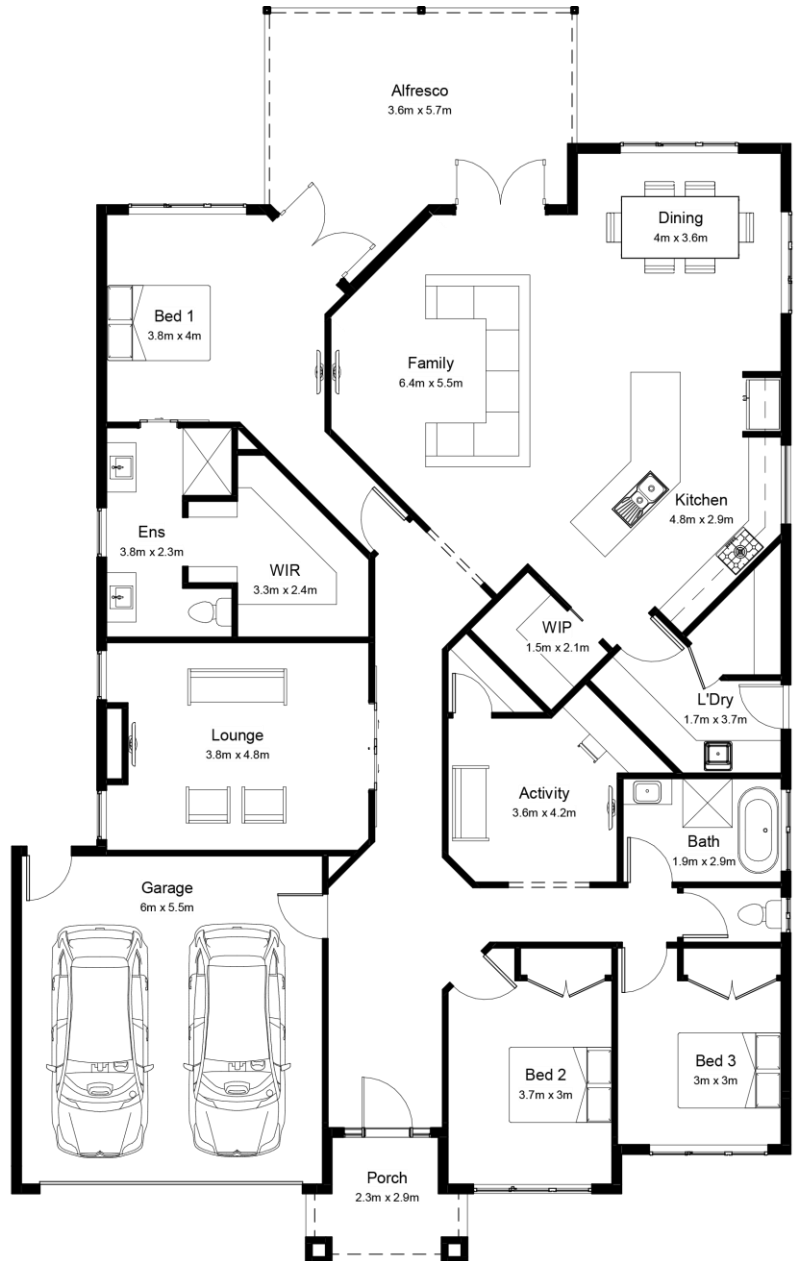 Alfresco
3.6m x 5.7m
Dining
4m x 3.6m
Bed 1
3.8m x 4m
Family
6.4m x 5.5m
Kitchen
4.8m x 2.9m
Ens
3.8m x 2.3m
WIR
3.3m x 2.4m
WIP
1.5m x 2.1m
L'Dry
1.7m x 3.7m
Lounge
3.8m x 4.8m
Activity
3.6m x 4.2m
Bath
1.9m x 2.9m
Garage
6m x 5.5m
Bed 2
3.7m x 3m
Bed 3
3m x 3m
Porch
2.3m x 2.9m